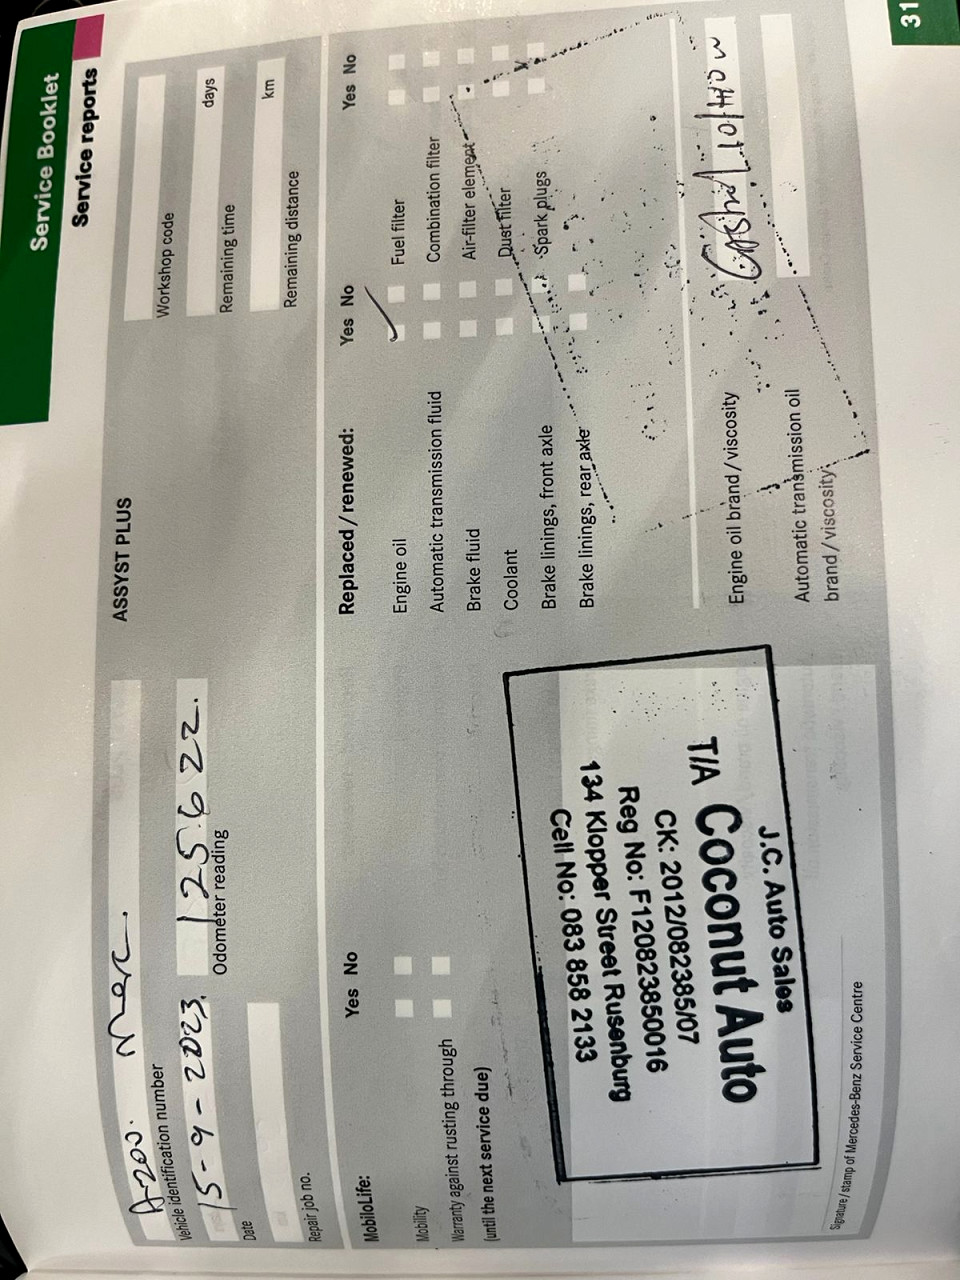 Service Booklet
Service reports
31
ASSYST PLUS
A-200. Merc.
Vehicle identification number
15-9-2023.
Date
125622.
Odometer reading
Repair job no.
Workshop code
days
Remaining time
km
Remaining distance
MobiloLife:
Yes No
Mobility
Warranty against rusting through
(until the next service due)
Replaced / renewed:
Yes No
Yes No
Engine oil
Fuel filter
Automatic transmission fluid
Combination filter
Brake fluid
Air-filter element
Coolant
Dust filter
Brake linings, front axle
Spark plugs
Brake linings, rear axle
Engine oil brand / viscosity
10/40W
Automatic transmission oil
brand / viscosity
J.C. Auto Sales
T/A Coconut Auto
CK: 2012/082385/07
Reg No: F120823850016
134 Klopper Street Rusenburg
Cell No: 083 858 2133
Signature / stamp of Mercedes-Benz Service Centre